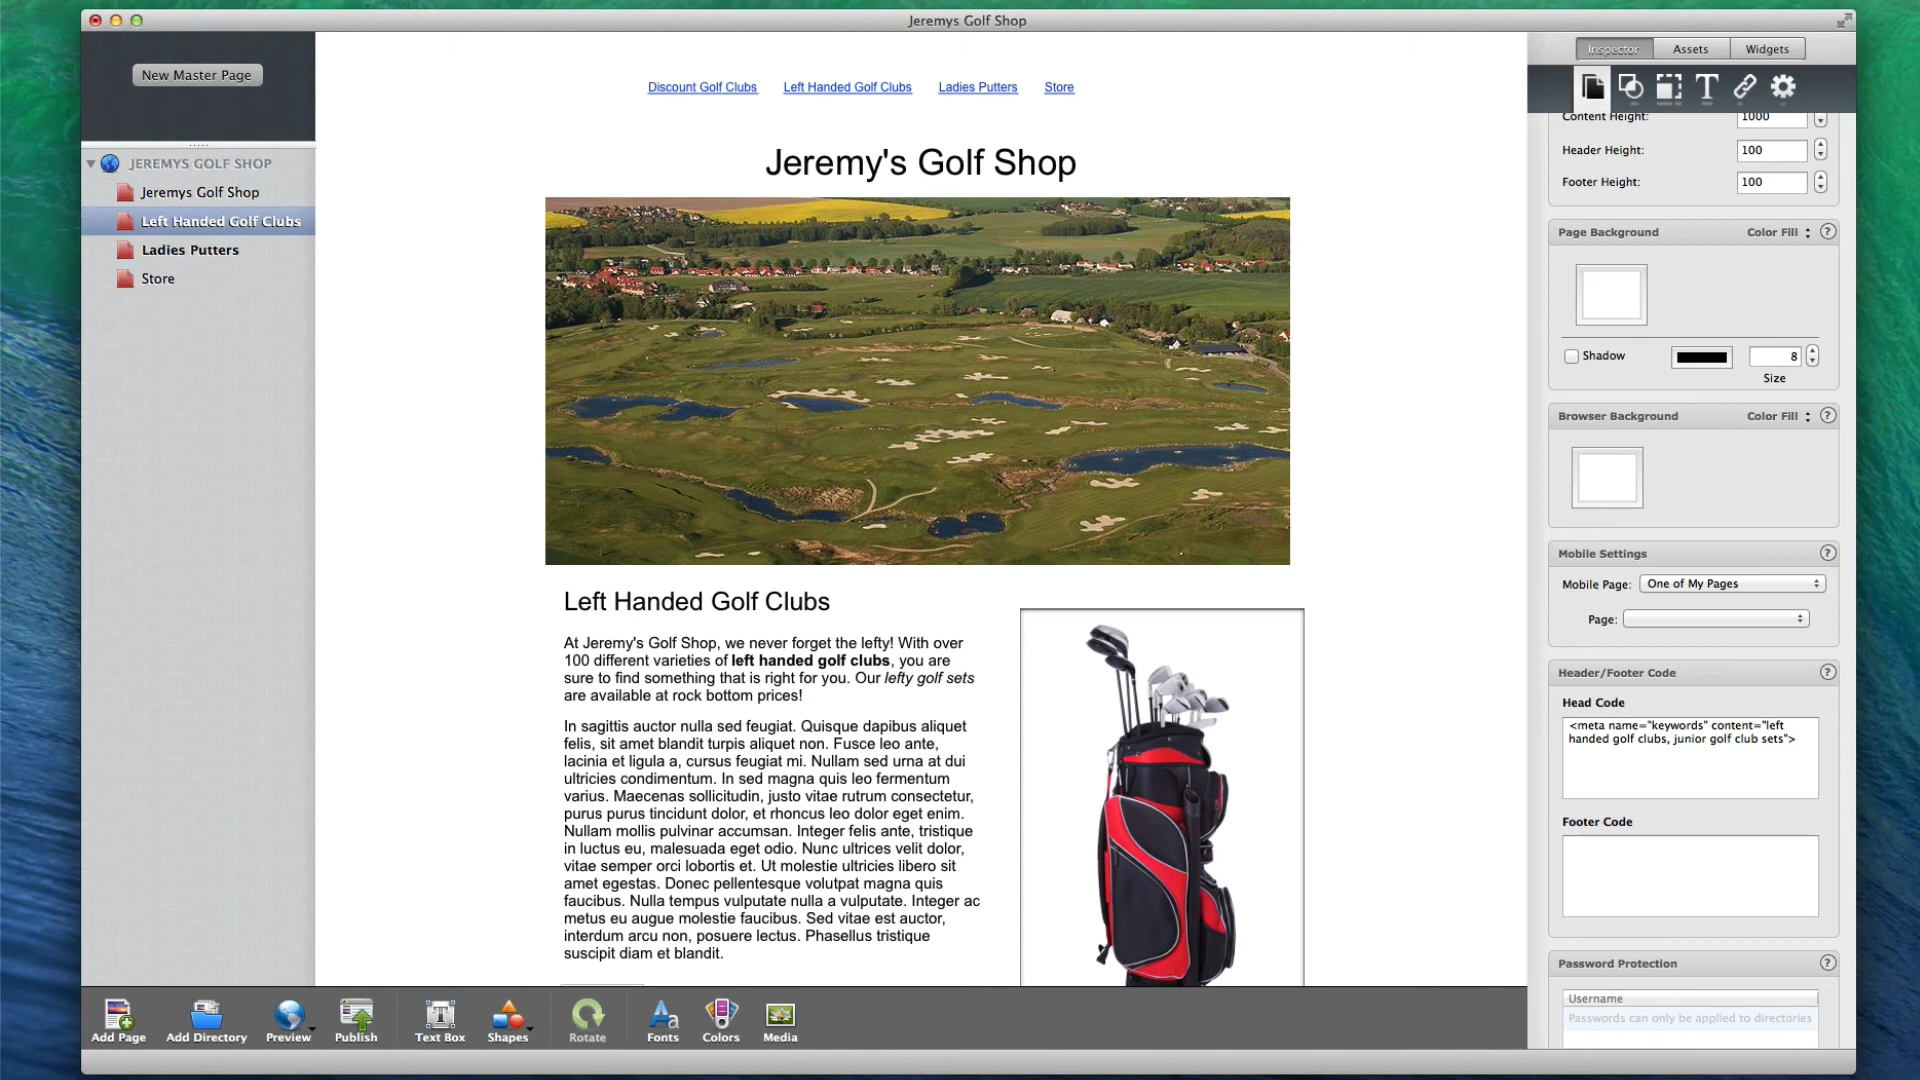 Jeremys Golf Shop
New Master Page
JEREMYS GOLF SHOP
Jeremys Golf Shop
Left Handed Golf Clubs
Ladies Putters
Store
Discount Golf Clubs Left Handed Golf Clubs Ladies Putters Store
Jeremy's Golf Shop
Left Handed Golf Clubs
At Jeremy's Golf Shop, we never forget the lefty! With over
100 different varieties of left handed golf clubs, you are
sure to find something that is right for you. Our lefty golf sets
are available at rock bottom prices!
In sagittis auctor nulla sed feugiat. Quisque dapibus aliquet
felis, sit amet blandit turpis aliquet non. Fusce leo ante,
lacinia et ligula a, cursus feugiat mi. Nullam sed urna at dui
ultricies condimentum. In sed magna quis leo fermentum
varius. Maecenas sollicitudin, justo vitae rutrum consectetur,
purus purus tincidunt dolor, et rhoncus leo dolor eget enim.
Nullam mollis pulvinar accumsan. Integer felis ante, tristique
in luctus eu, malesuada eget odio. Nunc ultrices velit dolor,
vitae semper orci lobortis et. Ut molestie ultricies libero sit
amet egestas. Donec pellentesque volutpat magna quis
faucibus. Nulla tempus vulputate nulla a vulputate. Integer ac
metus eu augue molestie faucibus. Sed vitae est auctor,
interdum arcu non, posuere lectus. Phasellus tristique
suscipit diam et blandit.
Inspector Assets Widgets
Content Height: 1000
Header Height: 100
Footer Height: 100
Page Background Color Fill ?
Shadow 8
Size
Browser Background Color Fill ?
Mobile Settings ?
Mobile Page: One of My Pages
Page:
Header/Footer Code ?
Head Code
<meta name="keywords" content="left
handed golf clubs, junior golf club sets">
Footer Code
Password Protection ?
Username
Passwords can only be applied to directories
Add Page Add Directory Preview Publish Text Box Shapes Rotate Fonts Colors Media